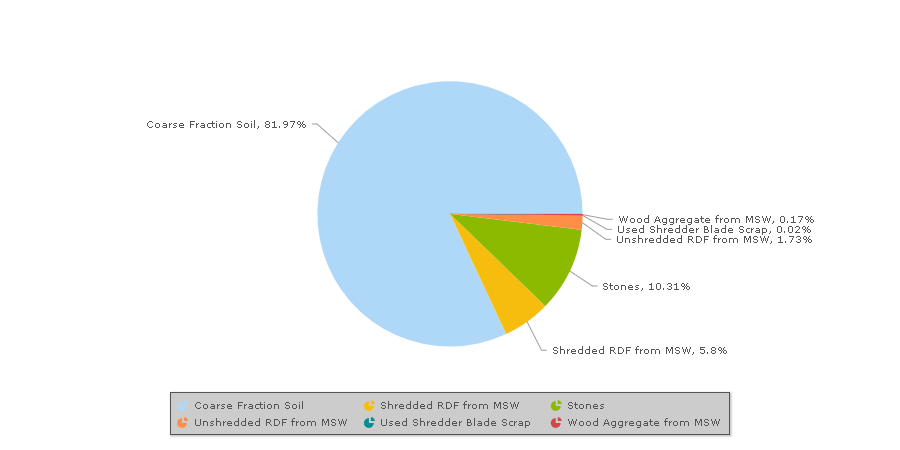 Coarse Fraction Soil, 81.97%
Wood Aggregate from MSW, 0.17%
Used Shredder Blade Scrap, 0.02%
Unshredded RDF from MSW, 1.73%
Stones, 10.31%
Shredded RDF from MSW, 5.8%
Coarse Fraction Soil Shredded RDF from MSW Stones
Unshredded RDF from MSW Used Shredder Blade Scrap Wood Aggregate from MSW